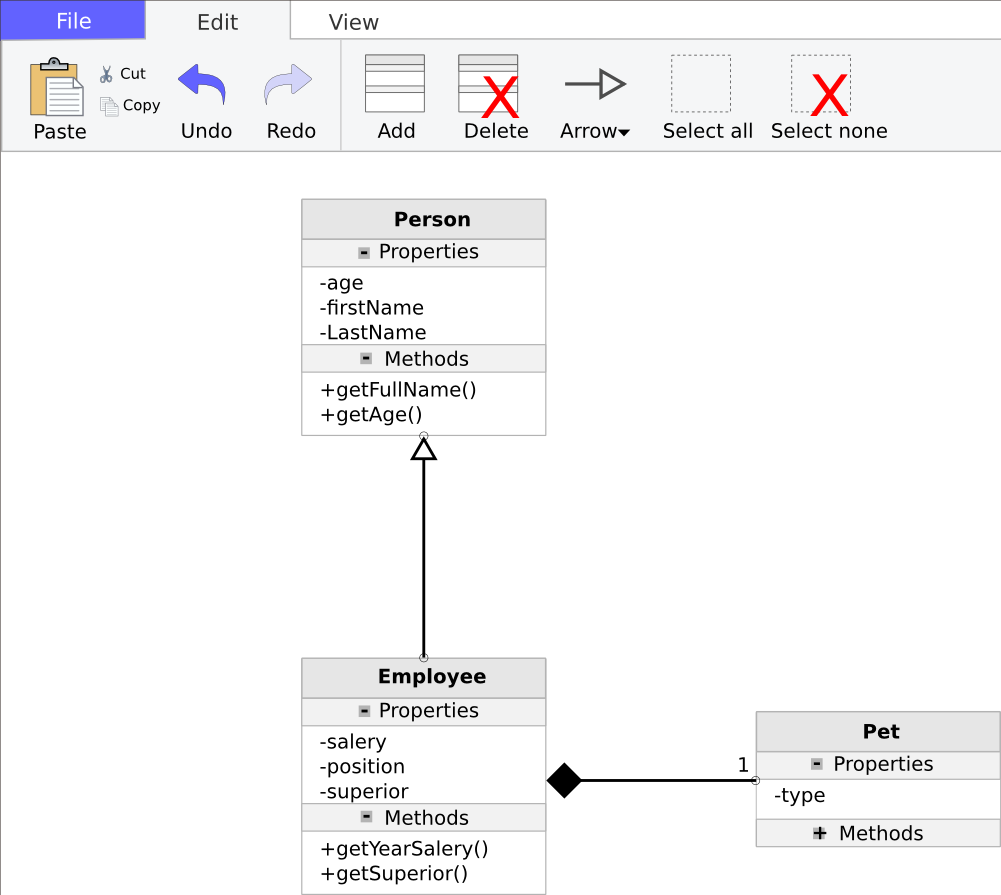 File Edit View
Cut
Copy
Paste Undo Redo Add Delete Arrow Select all Select none
Person
- Properties
-age
-firstName
-LastName
- Methods
+getFullName()
+getAge()
Employee
- Properties
-salery
-position
-superior
- Methods
+getYearSalery()
+getSuperior()
1
Pet
- Properties
-type
+ Methods